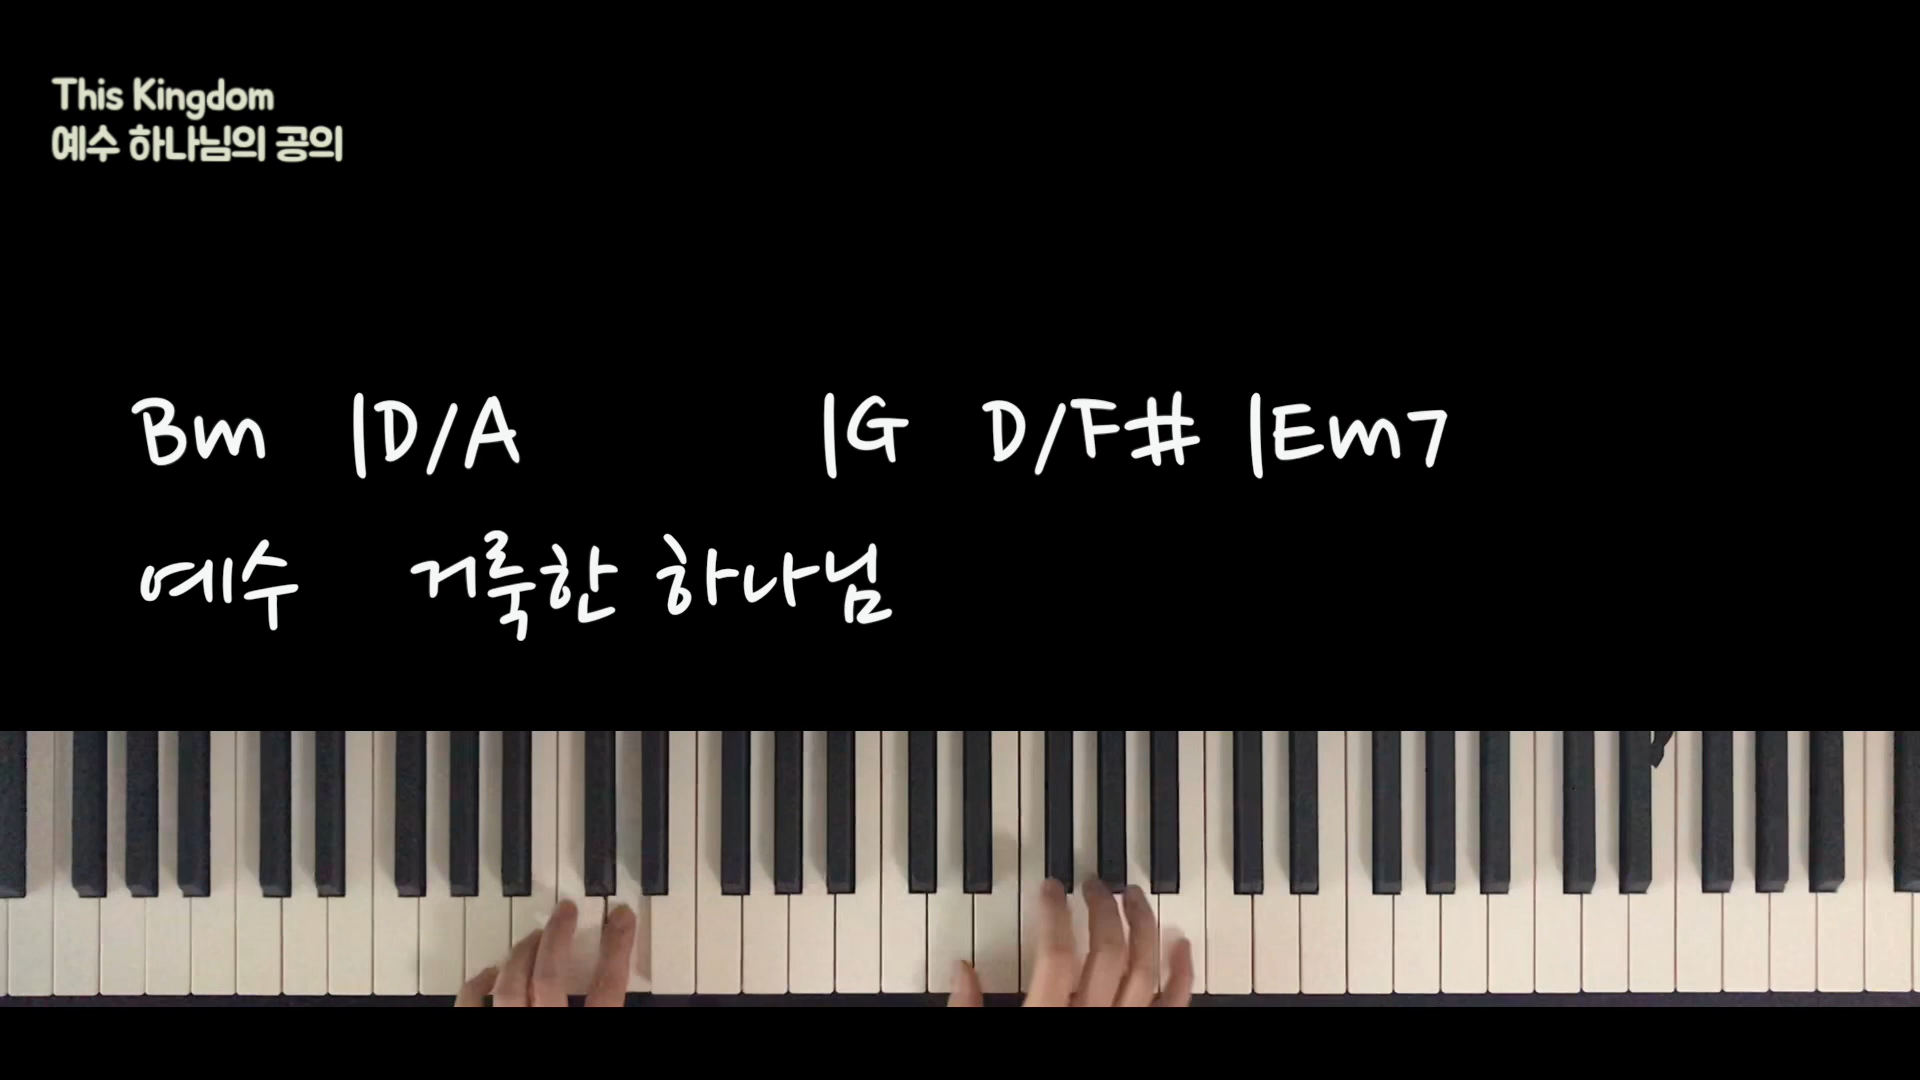 This Kingdom
예수 하나님의 공의
Bm |D/A |G D/F# |Em7
예수 거룩한 하나님